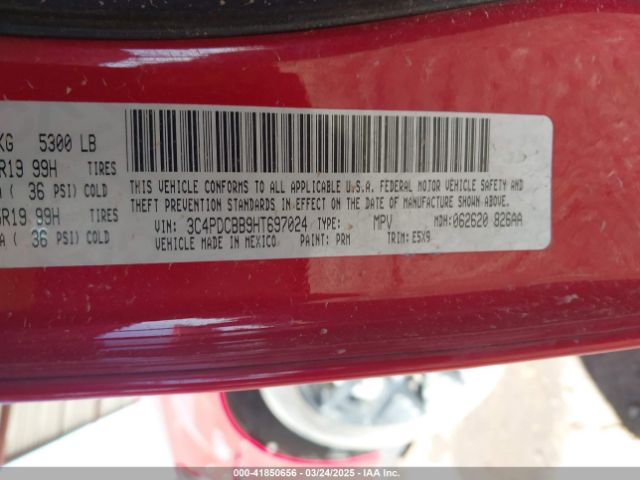 KG 5300 LB
R19 99H TIRES
( 36 PSI) COLD
R19 99H TIRES
( 36 PSI) COLD
THIS VEHICLE CONFORMS TO ALL APPLICABLE U.S.A. FEDERAL MOTOR VEHICLE SAFETY AND
THEFT PREVENTION STANDARDS IN EFFECT ON THE DATE OF MANUFACTURE SHOWN ABOVE.
VIN: 3C4PDCBB9HT697024 TYPE: MPV MDH: 062620 826AA
VEHICLE MADE IN MEXICO PAINT: PRM TRIM: E5X9
STOCK ID#: 41850656 - 03/24/2025 - IAA Inc.